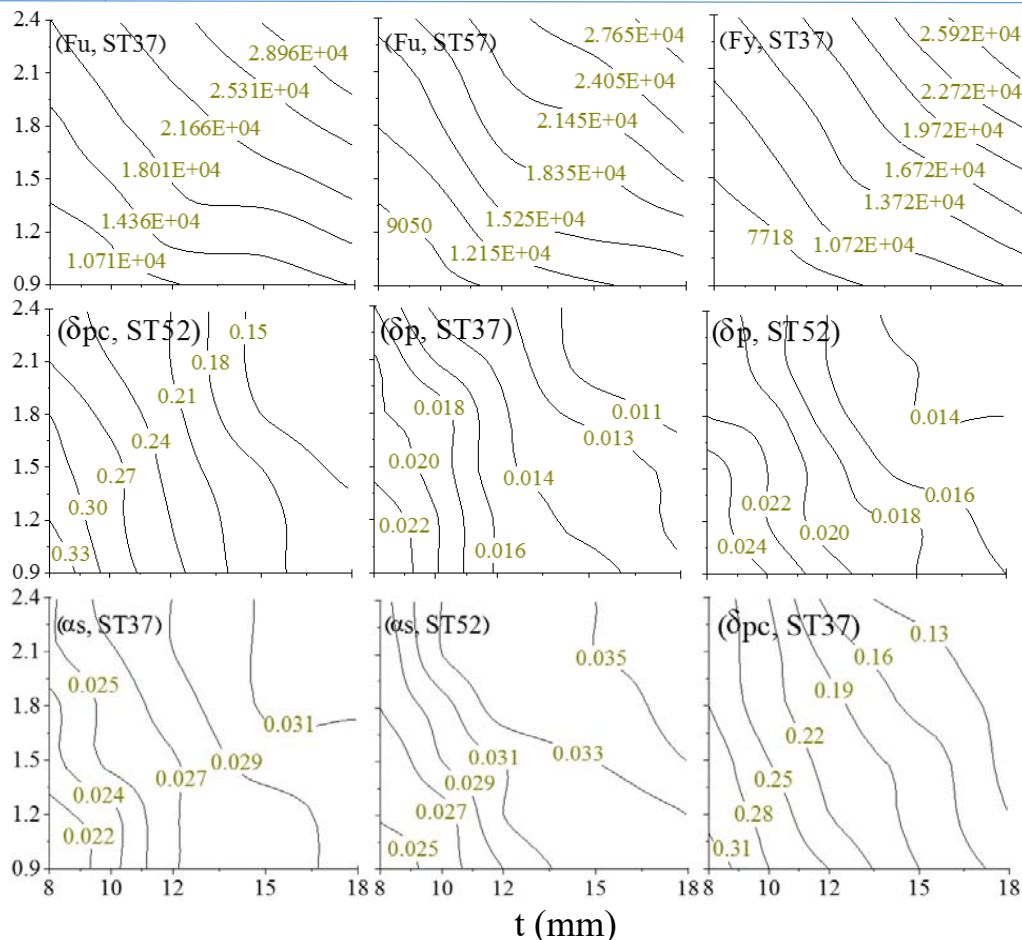 2.4
2.1
1.8
1.5
1.2
0.9
(Fu, ST37)
2.896E+04
2.531E+04
2.166E+04
1.801E+04
1.436E+04
1.071E+04
(Fu, ST57)
2.765E+04
2.405E+04
2.145E+04
1.835E+04
1.525E+04
9050
1.215E+04
(Fy, ST37)
2.592E+04
2.272E+04
1.972E+04
1.672E+04
1.372E+04
7718
1.072E+04
2.4
2.1
1.8
1.5
1.2
0.9
(δpc, ST52)
0.15
0.18
0.21
0.24
0.27
0.30
0.33
(δp, ST37)
0.018
0.011
0.013
0.020
0.014
0.022
0.016
(δp, ST52)
0.014
0.016
0.022
0.018
0.020
0.024
2.4
2.1
1.8
1.5
1.2
0.9
(αs, ST37)
0.025
0.031
0.029
0.027
0.024
0.022
8 10 12 15 18
(αs, ST52)
0.035
0.031
0.033
0.029
0.027
0.025
8 10 12 15 18
(δpc, ST37)
0.13
0.16
0.19
0.22
0.25
0.28
0.31
8 10 12 15 18
t (mm)